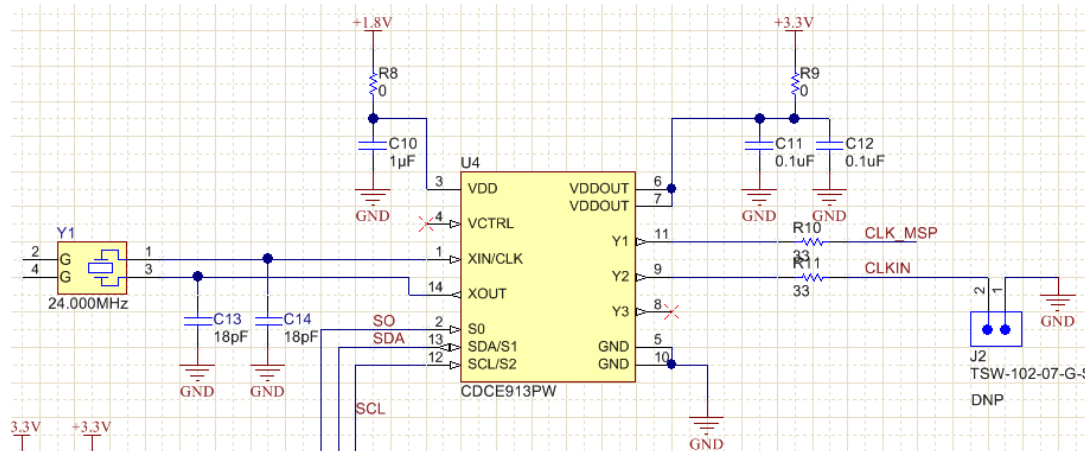 +1.8V
+3.3V
R8
0
R9
0
C10
1µF
C11
0.1uF
C12
0.1uF
GND
GND
GND
U4
3
VDD
VDDOUT
6
VDDOUT
7
4
VCTRL
Y1
11
R10
33
CLK_MSP
Y1
2
G
1
1
XIN/CLK
Y2
9
R11
33
CLKIN
4
G
3
24.000MHz
14
XOUT
Y3
8
2
1
GND
C13
18pF
C14
18pF
SO
2
S0
SDA
13
SDA/S1
GND
5
12
SCL/S2
GND
10
J2
TSW-102-07-G-S
DNP
GND
GND
CDCE913PW
SCL
GND
3.3V
+3.3V